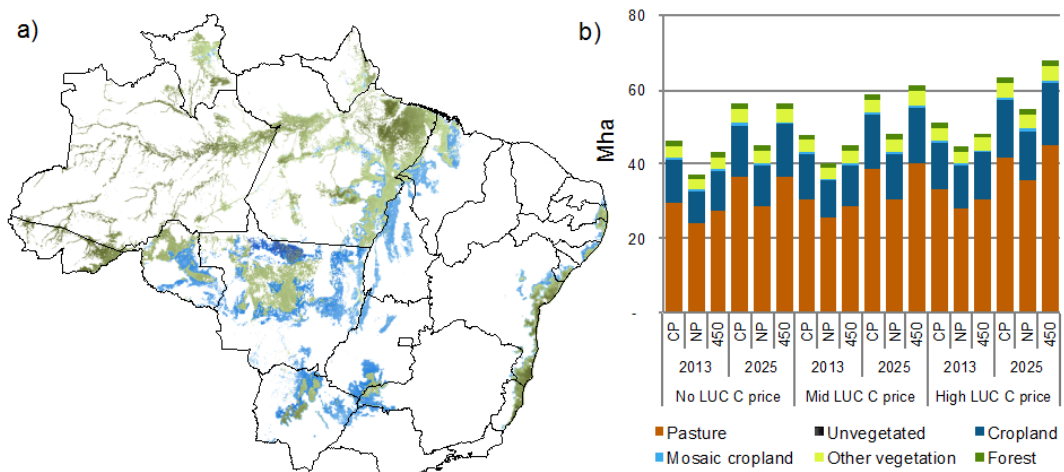 a)
b)
Mha
80
60
40
20
-
CP NP 450 CP NP 450 CP NP 450 CP NP 450 CP NP 450 CP NP 450
2013 2025 2013 2025 2013 2025
No LUC C price Mid LUC C price High LUC C price
Pasture Unvegetated Cropland
Mosaic cropland Other vegetation Forest